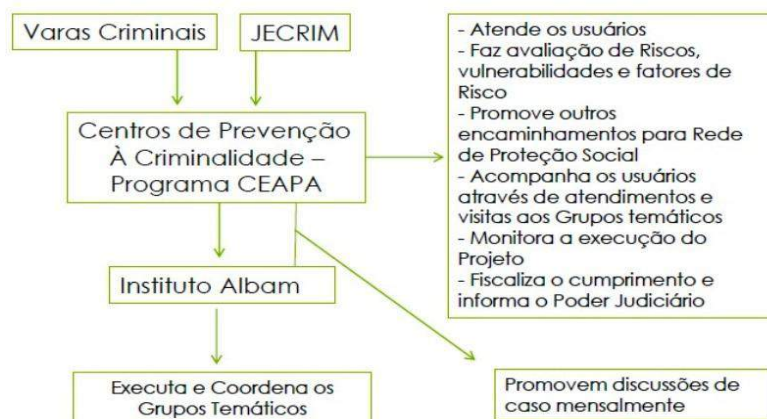 Varas Criminais
JECRIM
Centros de Prevenção
À Criminalidade –
Programa CEAPA
- Atende os usuários
- Faz avaliação de Riscos,
vulnerabilidades e fatores de
Risco
- Promove outros
encaminhamentos para Rede
de Proteção Social
- Acompanha os usuários
através de atendimentos e
visitas aos Grupos temáticos
- Monitora a execução do
Projeto
- Fiscaliza o cumprimento e
informa o Poder Judiciário
Instituto Albam
Executa e Coordena os
Grupos Temáticos
Promovem discussões de
caso mensalmente